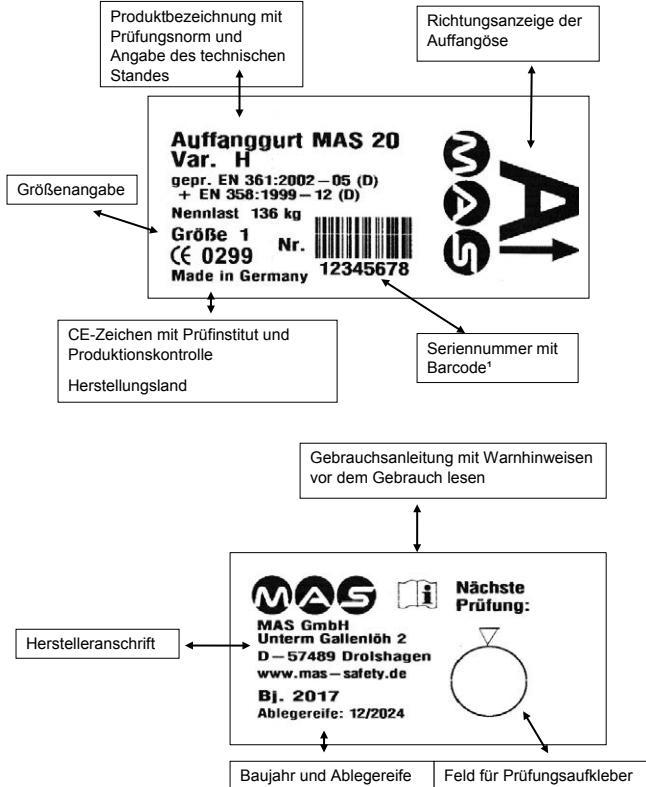 Produktbezeichnung mit
Prüfungsnorm und
Angabe des technischen
Standes
Richtungsanzeige der
Auffangöse
Auffanggurt MAS 20
Var. H
gepr. EN 361:2002–05 (D)
+ EN 358:1999–12 (D)
Nennlast 136 kg
Größe 1
Nr.
CE 0299
12345678
Made in Germany
MAS
A
Größenangabe
CE-Zeichen mit Prüfinstitut und
Produktionskontrolle
Herstellungsland
Seriennummer mit
Barcode¹
Gebrauchsanleitung mit Warnhinweisen
vor dem Gebrauch lesen
MAS
i
Nächste
Prüfung:
MAS GmbH
Unterm Gallenlöh 2
D–57489 Drolshagen
www.mas–safety.de
Bj. 2017
Ablegereife: 12/2024
Herstelleranschrift
Baujahr und Ablegereife
Feld für Prüfungsaufkleber